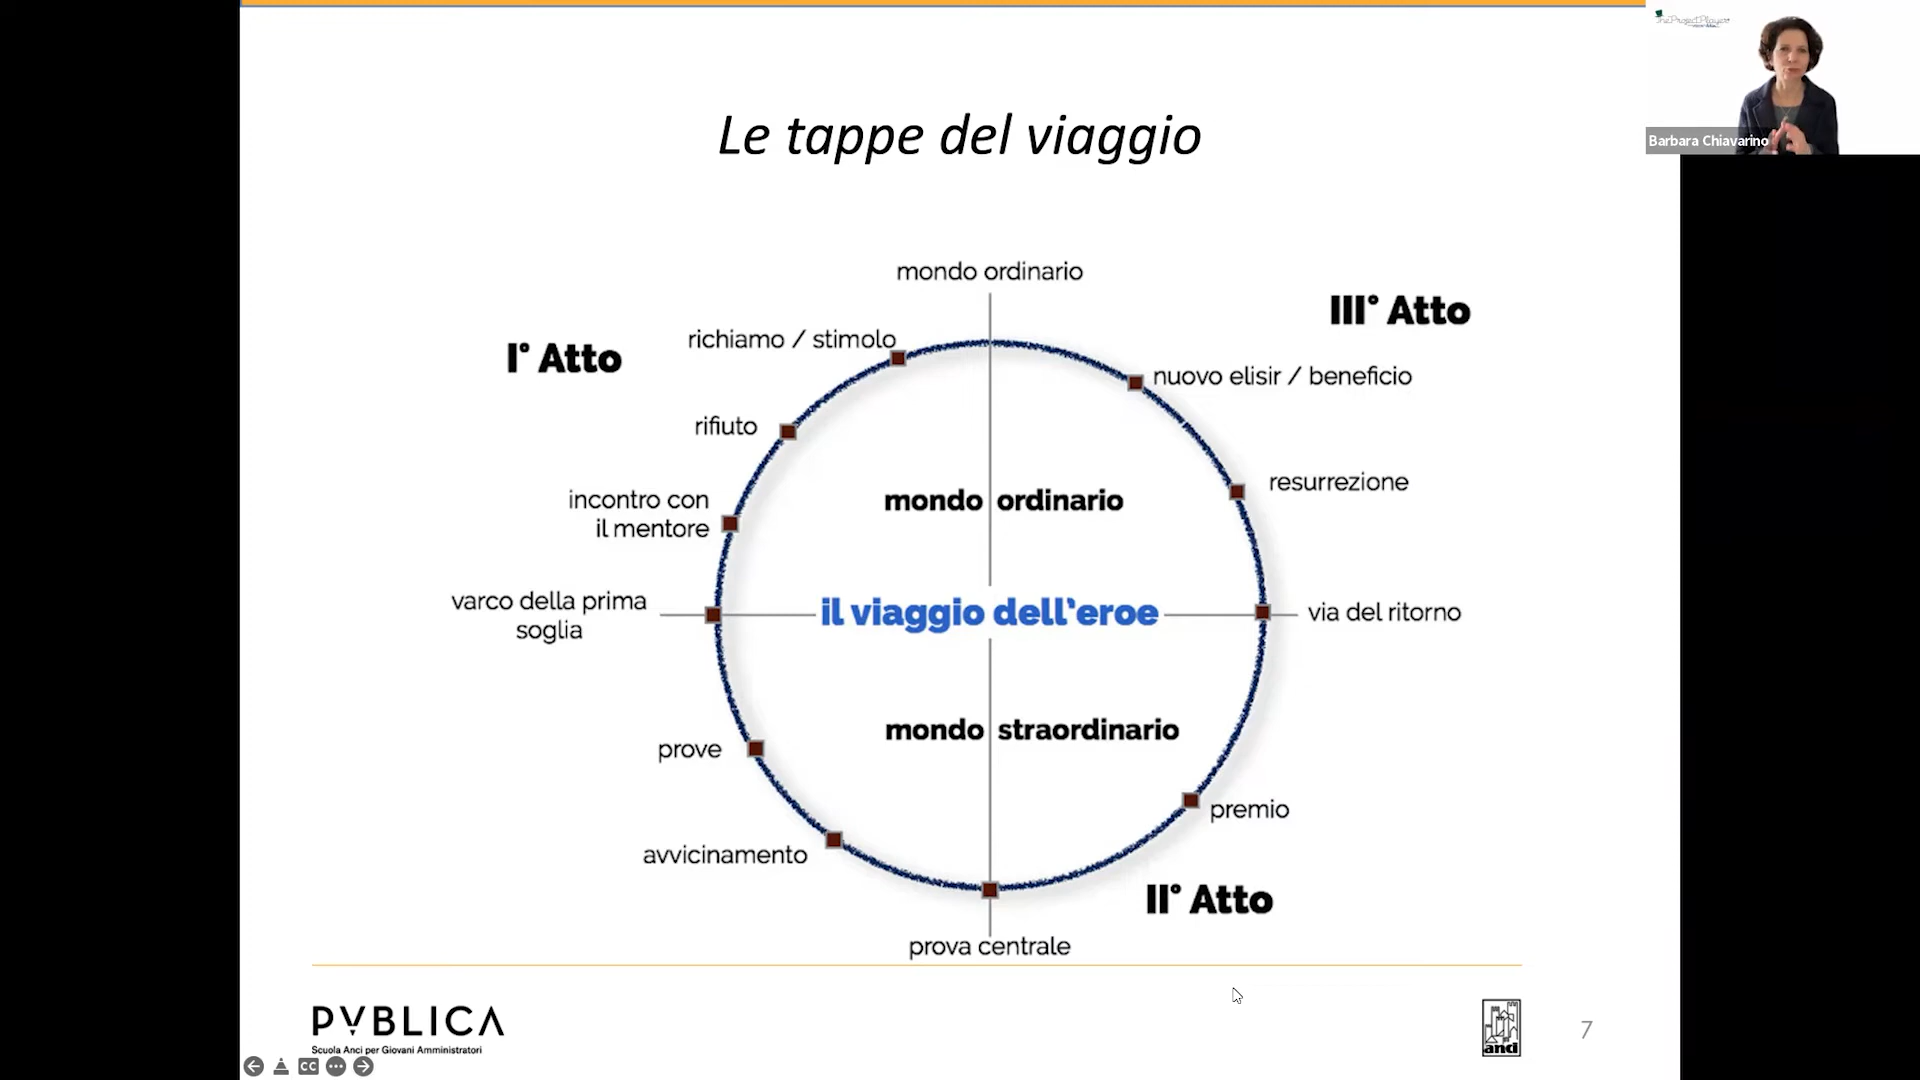 TheProjectPlayer
Barbara Chiavarino
Le tappe del viaggio
mondo ordinario
III° Atto
richiamo / stimolo
I° Atto
nuovo elisir / beneficio
rifiuto
resurrezione
incontro con
il mentore
mondo ordinario
varco della prima
soglia
il viaggio dell'eroe
via del ritorno
mondo straordinario
prove
premio
avvicinamento
II° Atto
prova centrale
PVBLICA
Scuola Anci per Giovani Amministratori
anci
7
CC